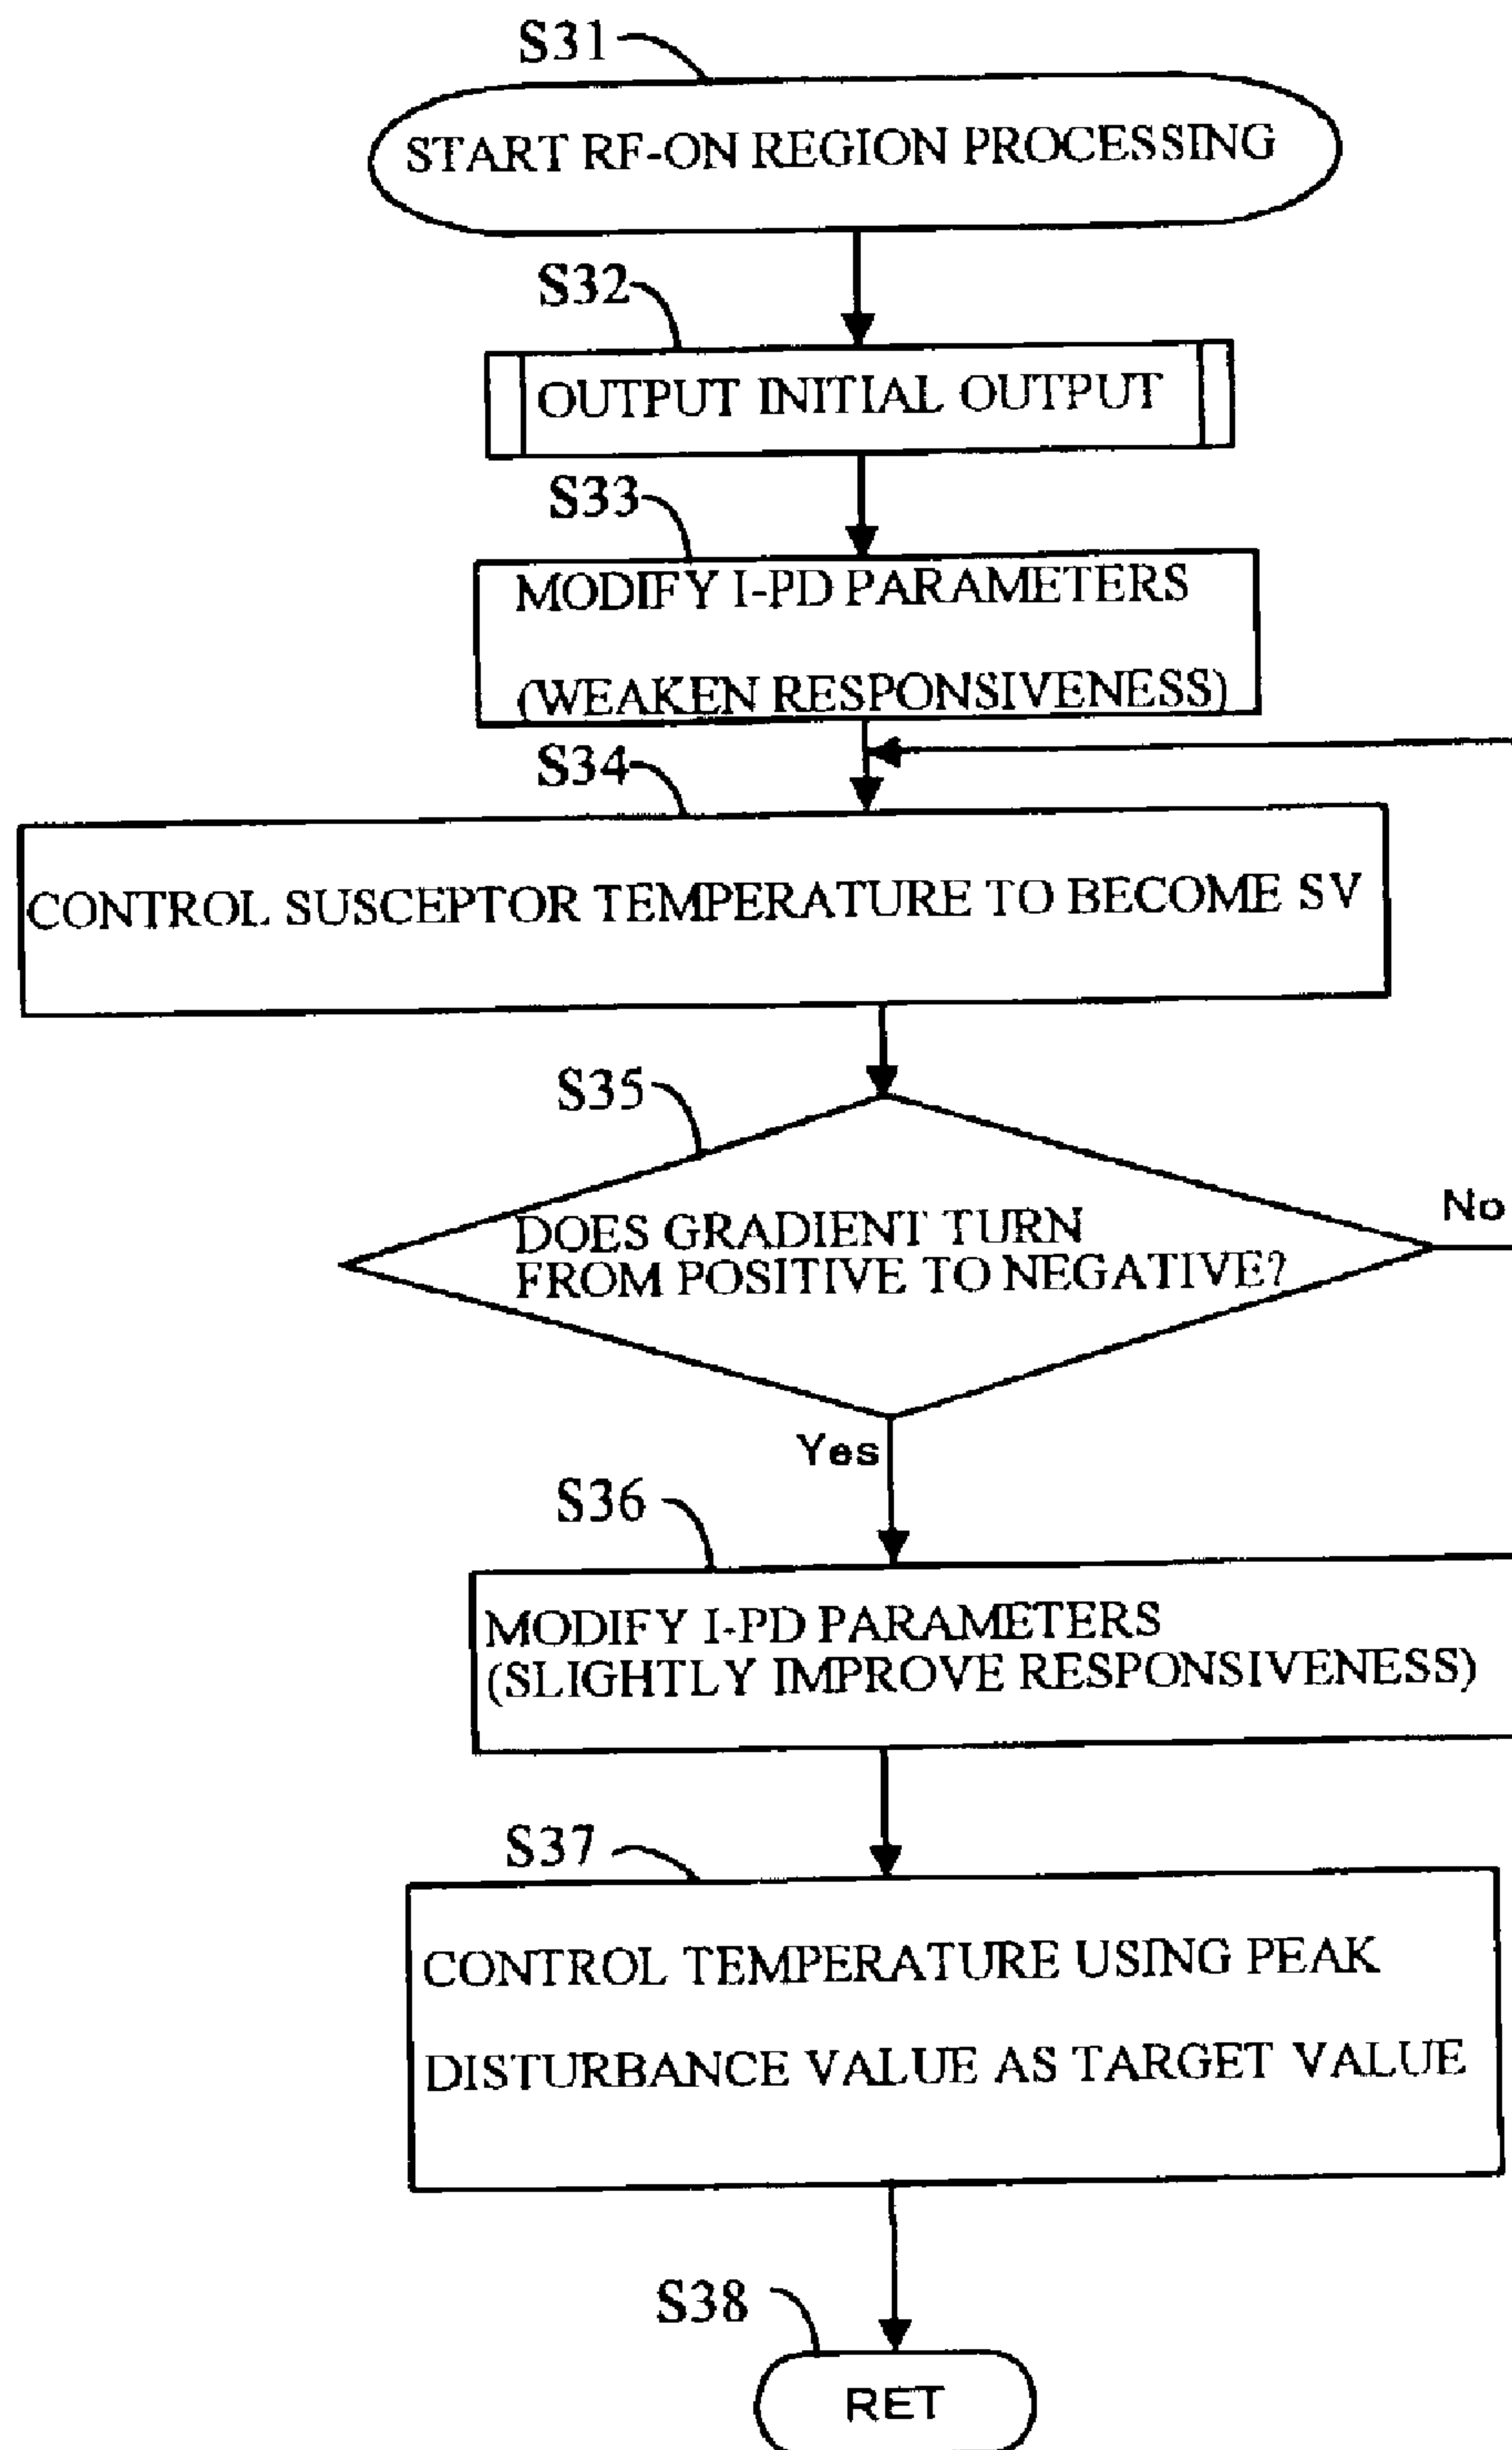 S31
START RF-ON REGION PROCESSING
S32
OUTPUT INITIAL OUTPUT
S33
MODIFY I-PD PARAMETERS
(WEAKEN RESPONSIVENESS)
S34
CONTROL SUSCEPTOR TEMPERATURE TO BECOME SV
S35
DOES GRADIENT TURN
FROM POSITIVE TO NEGATIVE?
No
Yes
S36
MODIFY I-PD PARAMETERS
(SLIGHTLY IMPROVE RESPONSIVENESS)
S37
CONTROL TEMPERATURE USING PEAK
DISTURBANCE VALUE AS TARGET VALUE
S38
RET